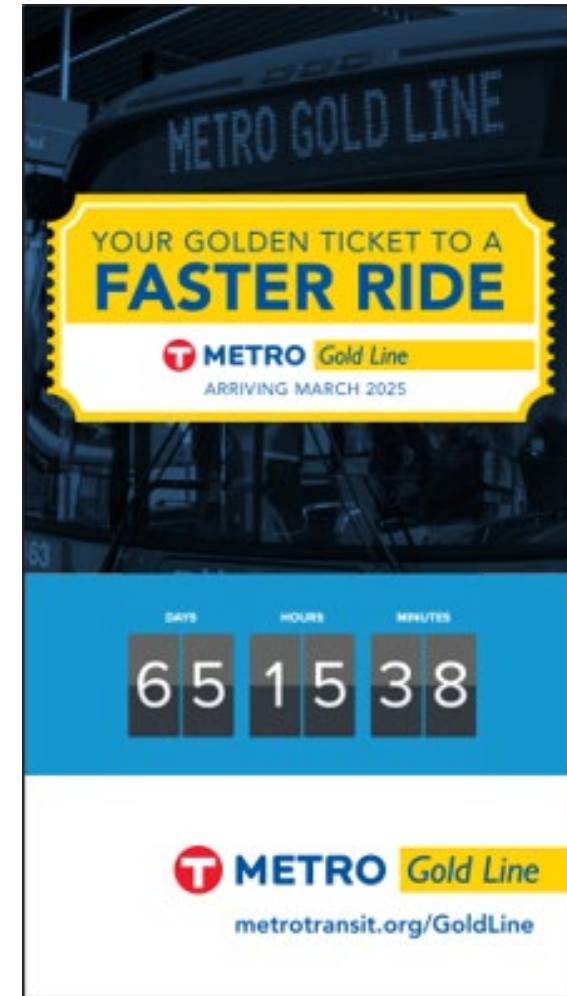 METRO GOLD LINE
YOUR GOLDEN TICKET TO A
FASTER RIDE
T METRO Gold Line
ARRIVING MARCH 2025
63
DAYS HOURS MINUTES
65 15 38
T METRO Gold Line
metrotransit.org/GoldLine